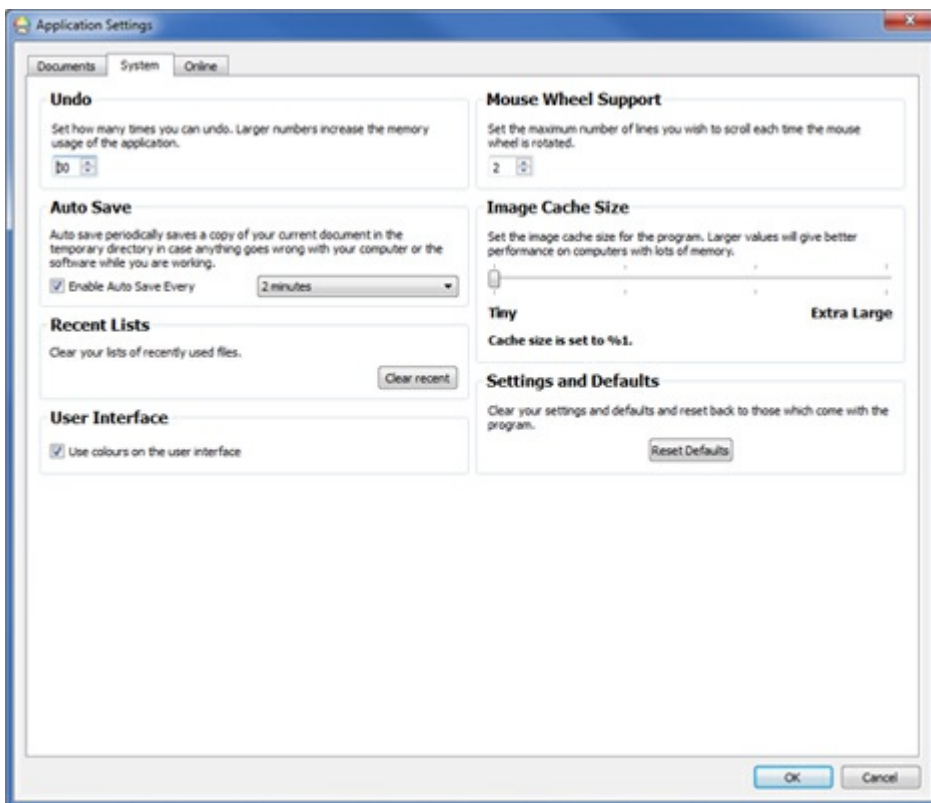 Application Settings
Documents
System
Online
Undo
Set how many times you can undo. Larger numbers increase the memory
usage of the application.
Auto Save
Auto save periodically saves a copy of your current document in the
temporary directory in case anything goes wrong with your computer or the
software while you are working.
Enable Auto Save Every
2 minutes
Recent Lists
Clear your lists of recently used files.
Clear recent
User Interface
Use colours on the user interface
Mouse Wheel Support
Set the maximum number of lines you wish to scroll each time the mouse
wheel is rotated.
2
Image Cache Size
Set the image cache size for the program. Larger values will give better
performance on computers with lots of memory.
Tiny
Extra Large
Cache size is set to %1.
Settings and Defaults
Clear your settings and defaults and reset back to those which come with the
program.
Reset Defaults
OK
Cancel